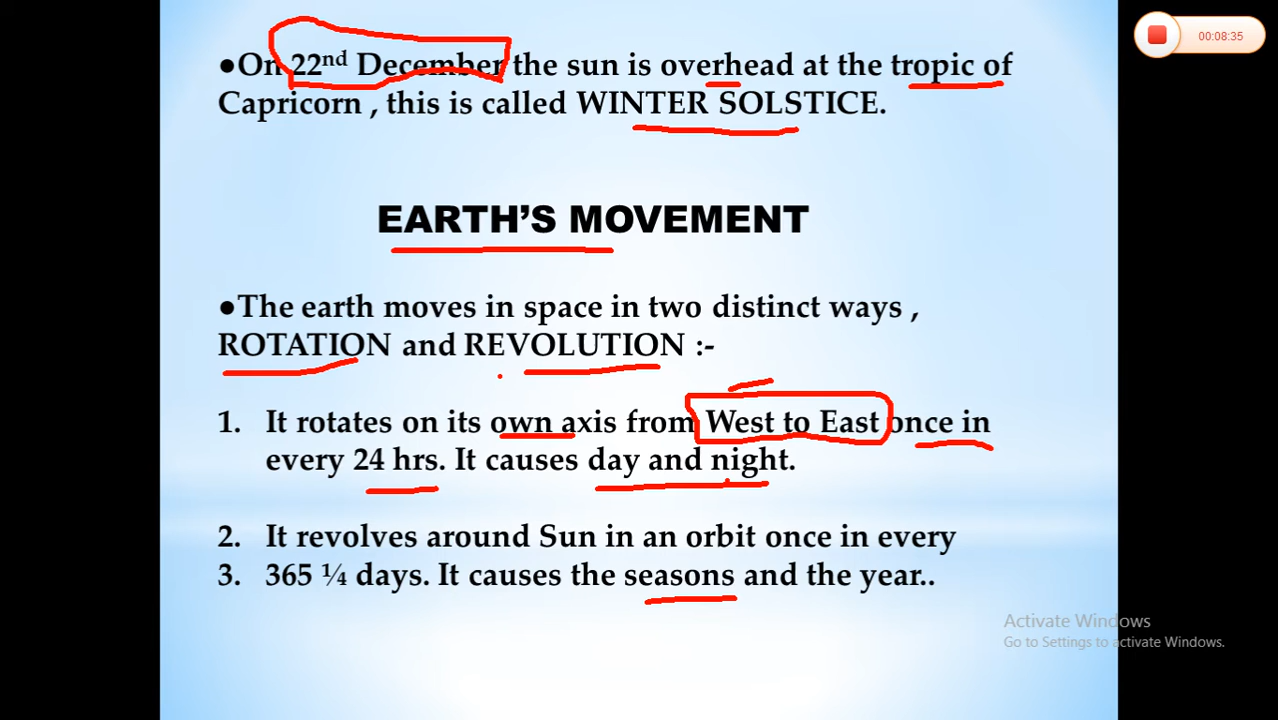 ●On 22nd December the sun is overhead at the tropic of
Capricorn , this is called WINTER SOLSTICE.
EARTH'S MOVEMENT
●The earth moves in space in two distinct ways ,
ROTATION and REVOLUTION :-
1. It rotates on its own axis from West to East once in
every 24 hrs. It causes day and night.
2. It revolves around Sun in an orbit once in every
3. 365 ¼ days. It causes the seasons and the year..
00:08:35
Activate Windows
Go to Settings to activate Windows.